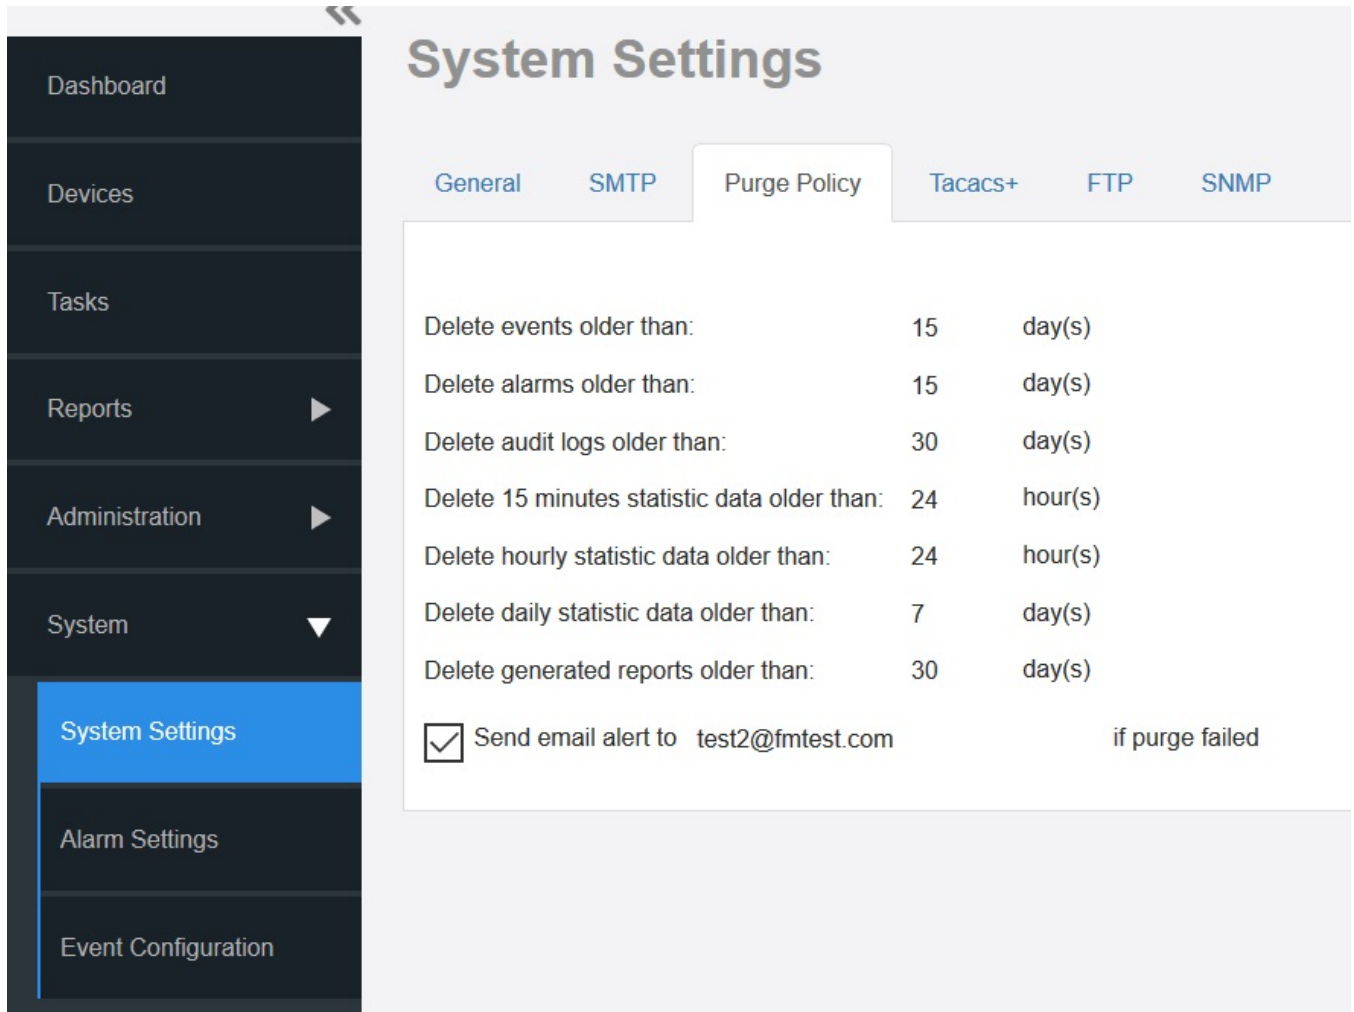 System Settings
Dashboard
Devices
Tasks
Reports
Administration
System
System Settings
Alarm Settings
Event Configuration
General SMTP Purge Policy Tacacs+ FTP SNMP
Delete events older than: 15 day(s)
Delete alarms older than: 15 day(s)
Delete audit logs older than: 30 day(s)
Delete 15 minutes statistic data older than: 24 hour(s)
Delete hourly statistic data older than: 24 hour(s)
Delete daily statistic data older than: 7 day(s)
Delete generated reports older than: 30 day(s)
Send email alert to test2@fmtest.com if purge failed